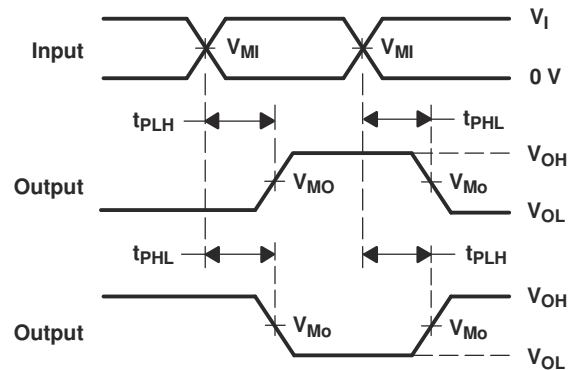 V_I
Input V_MI V_MI
0 V
t_PLH t_PHL
V_OH
Output V_MO V_Mo
V_OL
t_PHL t_PLH
V_OH
Output V_Mo V_Mo
V_OL